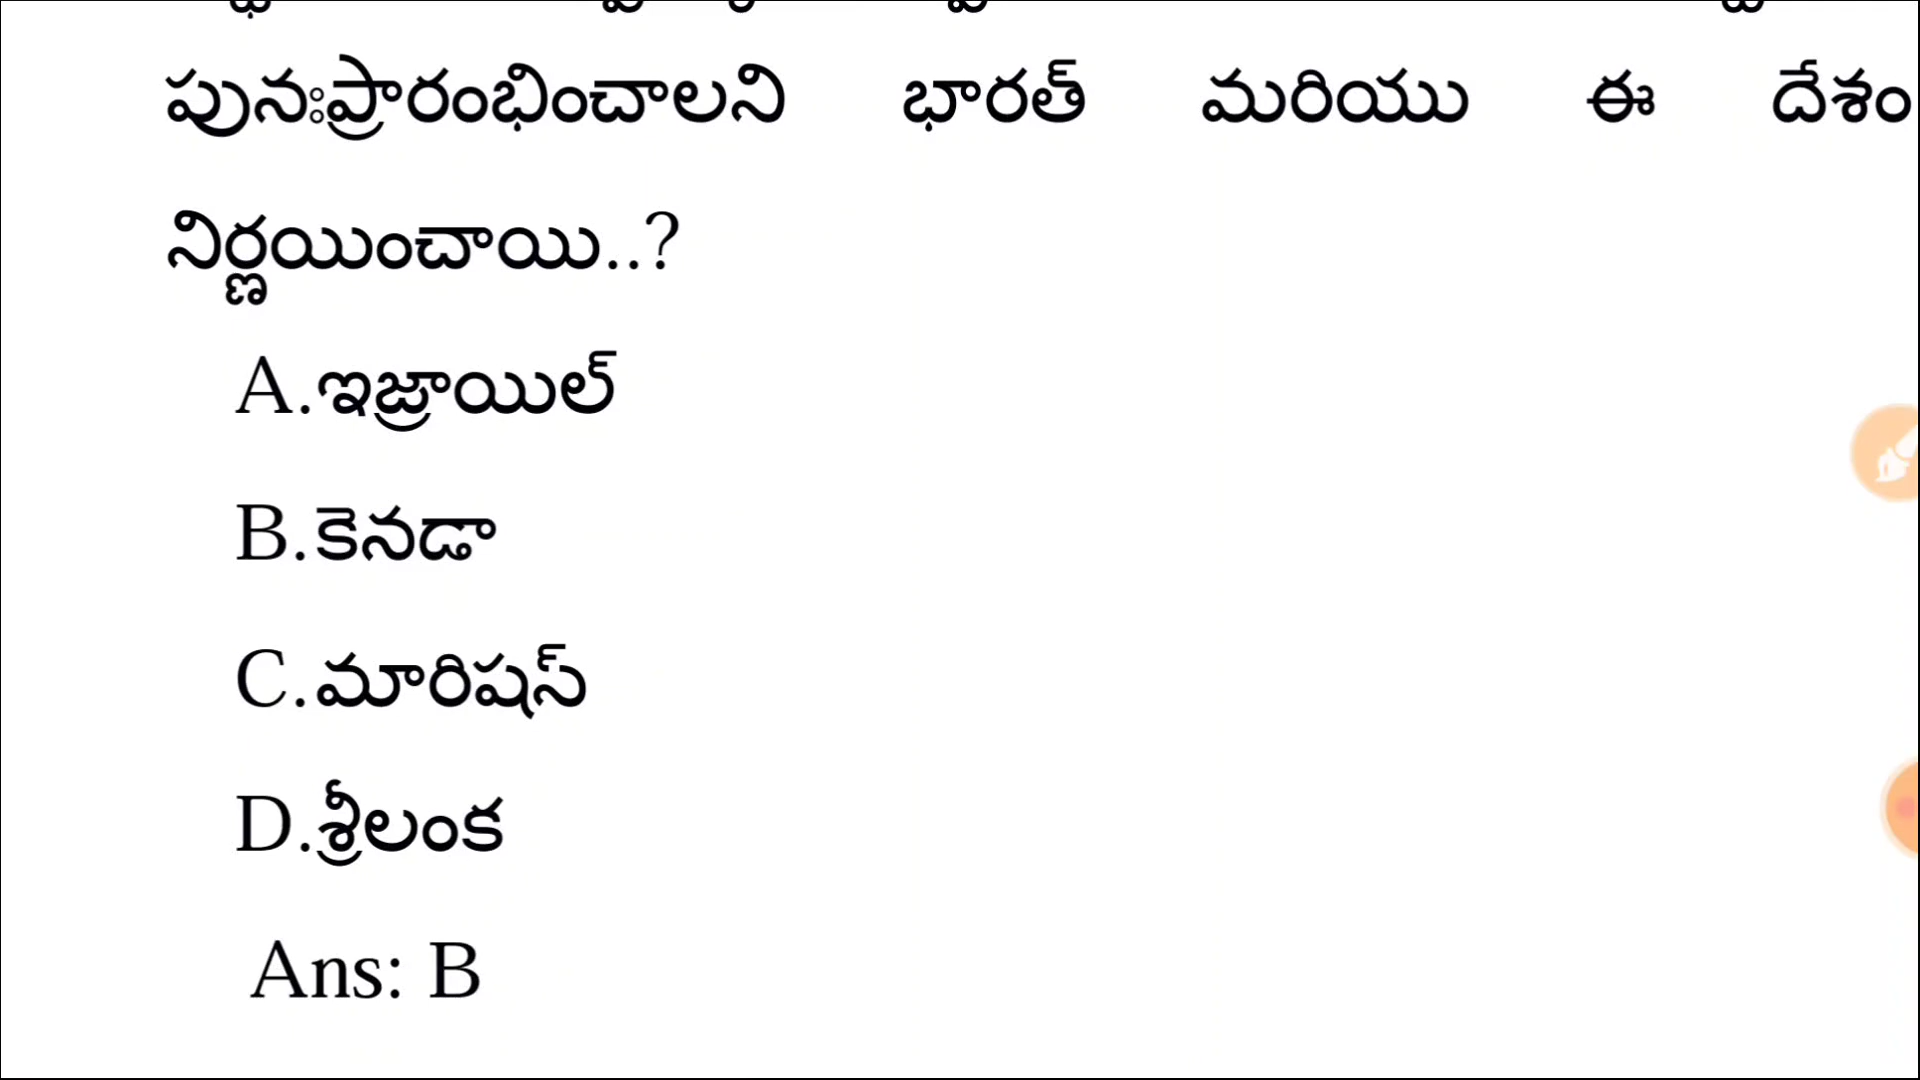 పునఃప్రారంభించాలని భారత్ మరియు ఈ దేశం
నిర్ణయించాయి..?
A.ఇజ్రాయిల్
B.కెనడా
C.మారిషస్
D.శ్రీలంక
Ans: B